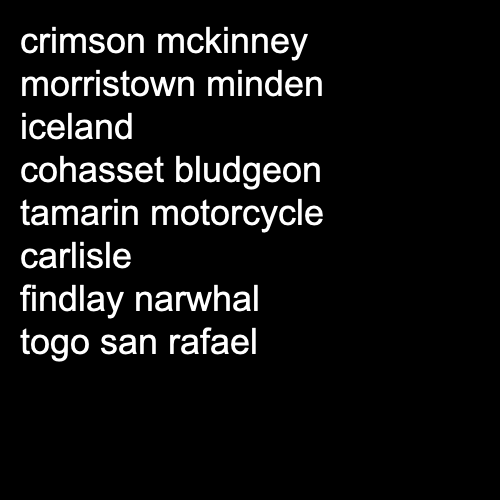 crimson mckinney
morristown minden
iceland
cohasset bludgeon
tamarin motorcycle
carlisle
findlay narwhal
togo san rafael